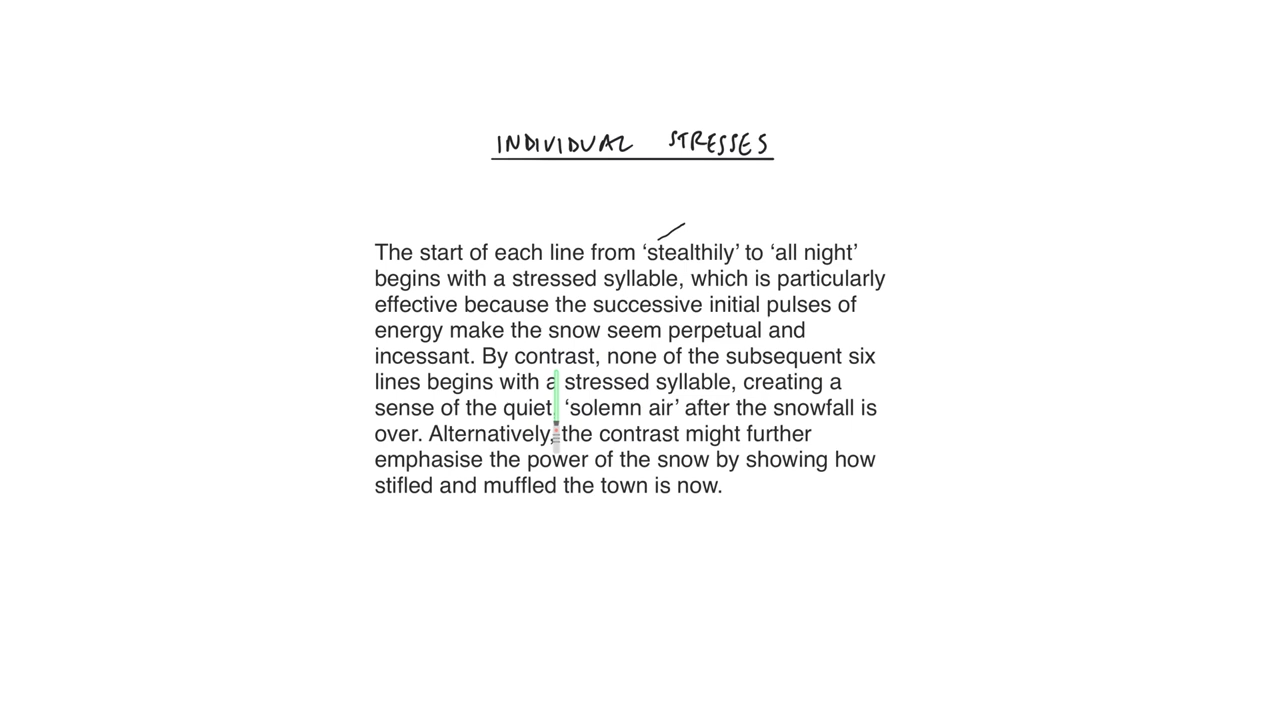 INDIVIDUAL STRESSES
The start of each line from ‘stealthily’ to ‘all night’
begins with a stressed syllable, which is particularly
effective because the successive initial pulses of
energy make the snow seem perpetual and
incessant. By contrast, none of the subsequent six
lines begins with a stressed syllable, creating a
sense of the quiet, ‘solemn air’ after the snowfall is
over. Alternatively, the contrast might further
emphasise the power of the snow by showing how
stifled and muffled the town is now.